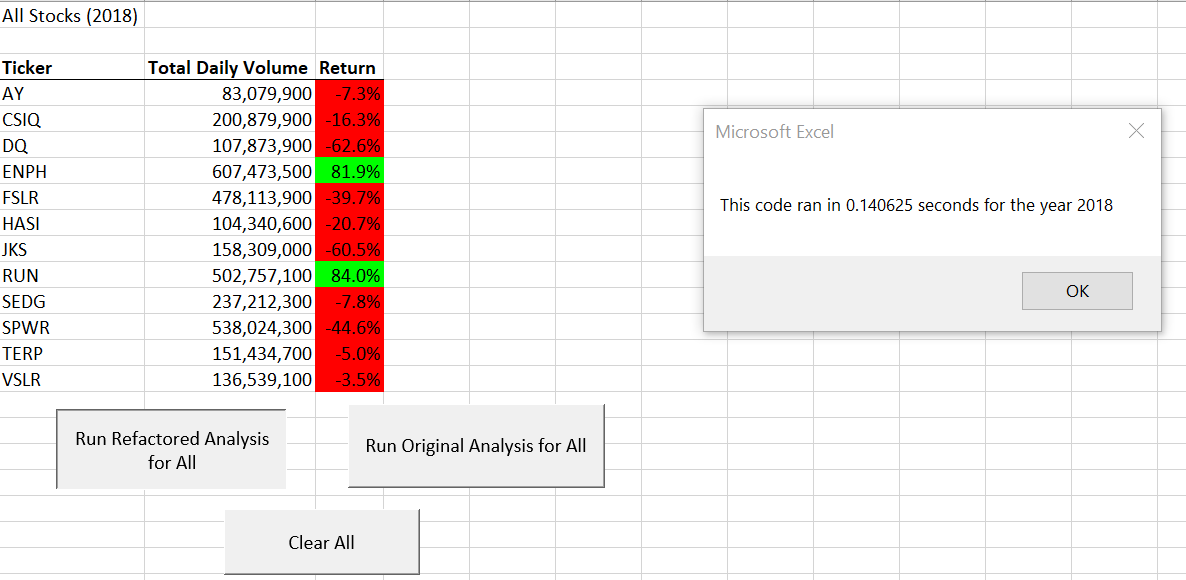 All Stocks (2018)
Ticker Total Daily Volume Return
AY 83,079,900 -7.3%
CSIQ 200,879,900 -16.3%
DQ 107,873,900 -62.6%
ENPH 607,473,500 81.9%
FSLR 478,113,900 -39.7%
HASI 104,340,600 -20.7%
JKS 158,309,000 -60.5%
RUN 502,757,100 84.0%
SEDG 237,212,300 -7.8%
SPWR 538,024,300 -44.6%
TERP 151,434,700 -5.0%
VSLR 136,539,100 -3.5%
Run Refactored Analysis
for All
Run Original Analysis for All
Clear All
Microsoft Excel
This code ran in 0.140625 seconds for the year 2018
OK